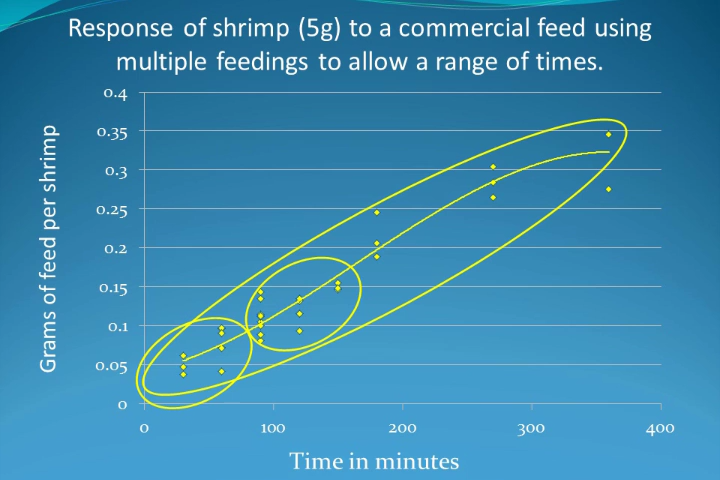 Response of shrimp (5g) to a commercial feed using
multiple feedings to allow a range of times.
Grams of feed per shrimp
0.4
0.35
0.3
0.25
0.2
0.15
0.1
0.05
0
0 100 200 300 400
Time in minutes